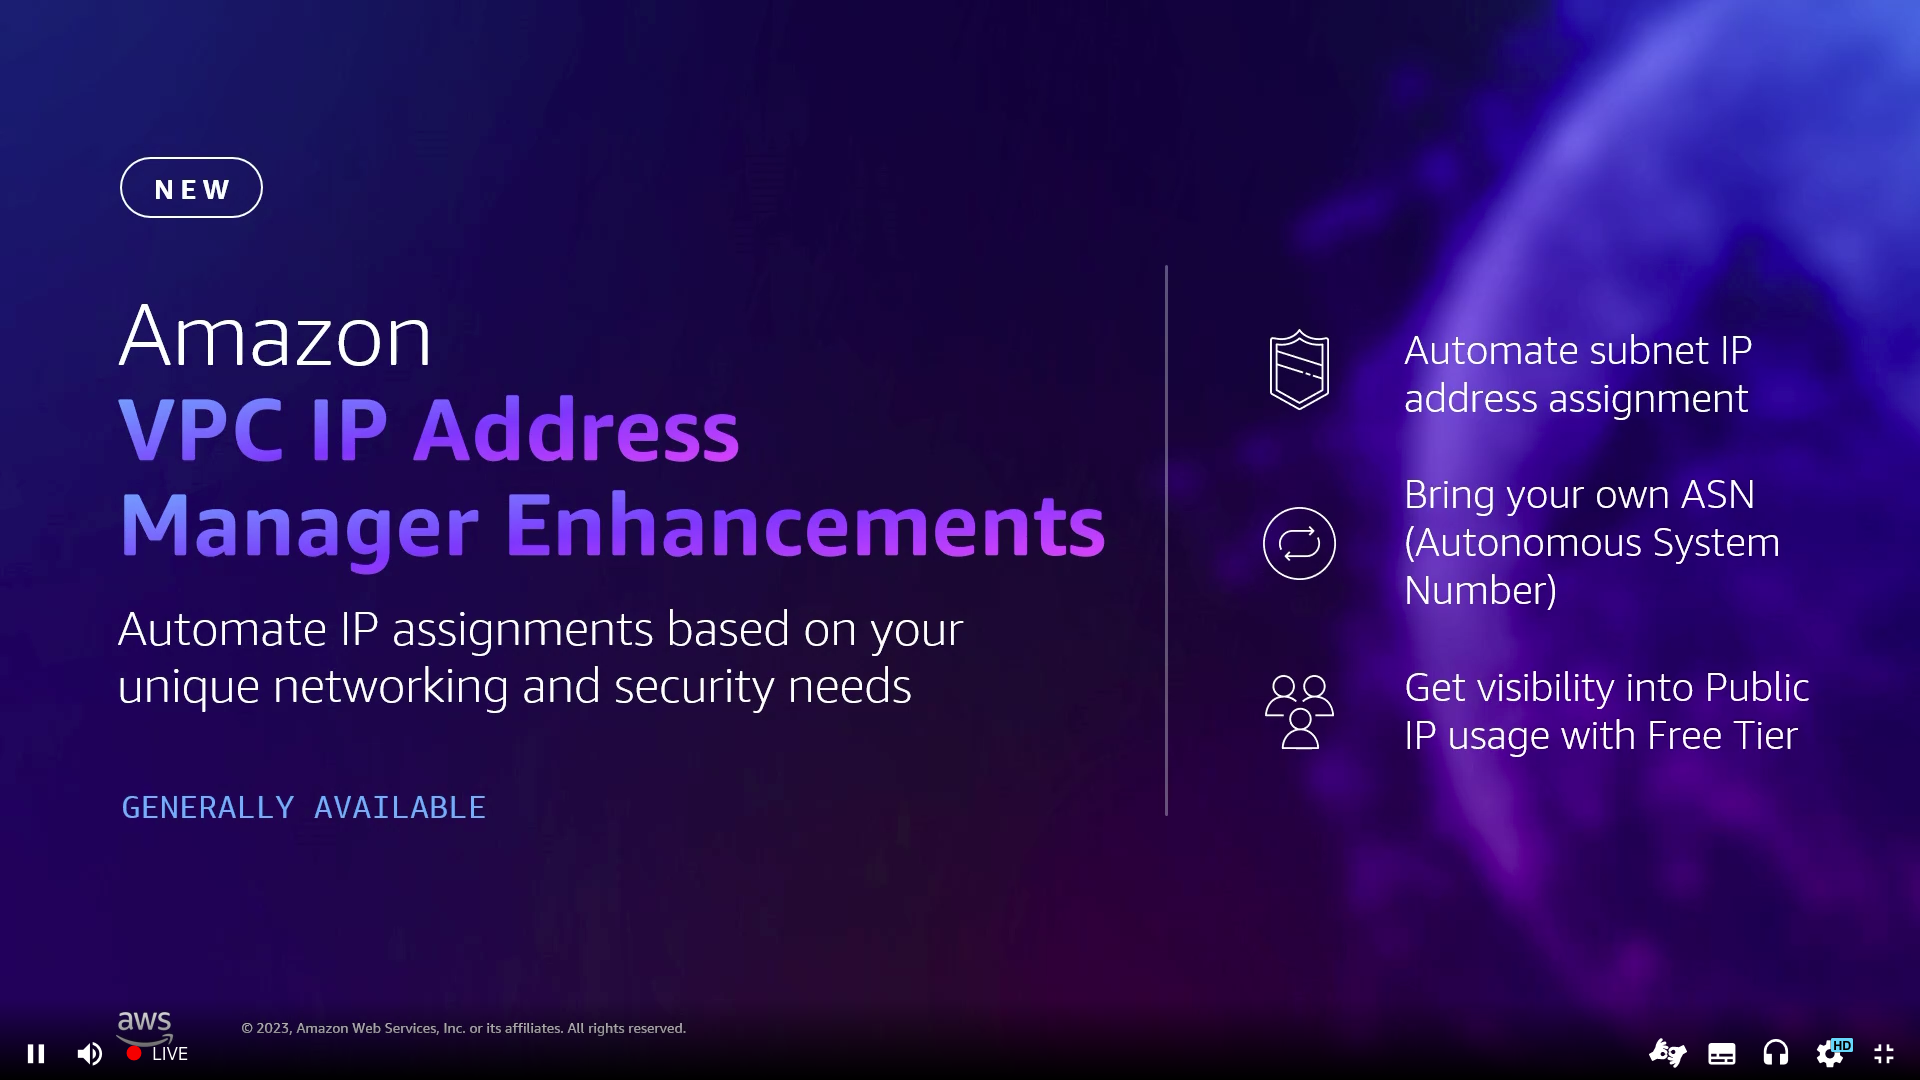 NEW
Amazon
VPC IP Address
Manager Enhancements
Automate IP assignments based on your
unique networking and security needs
GENERALLY AVAILABLE
Automate subnet IP
address assignment
Bring your own ASN
(Autonomous System
Number)
Get visibility into Public
IP usage with Free Tier
aws
© 2023, Amazon Web Services, Inc. or its affiliates. All rights reserved.
LIVE
HD